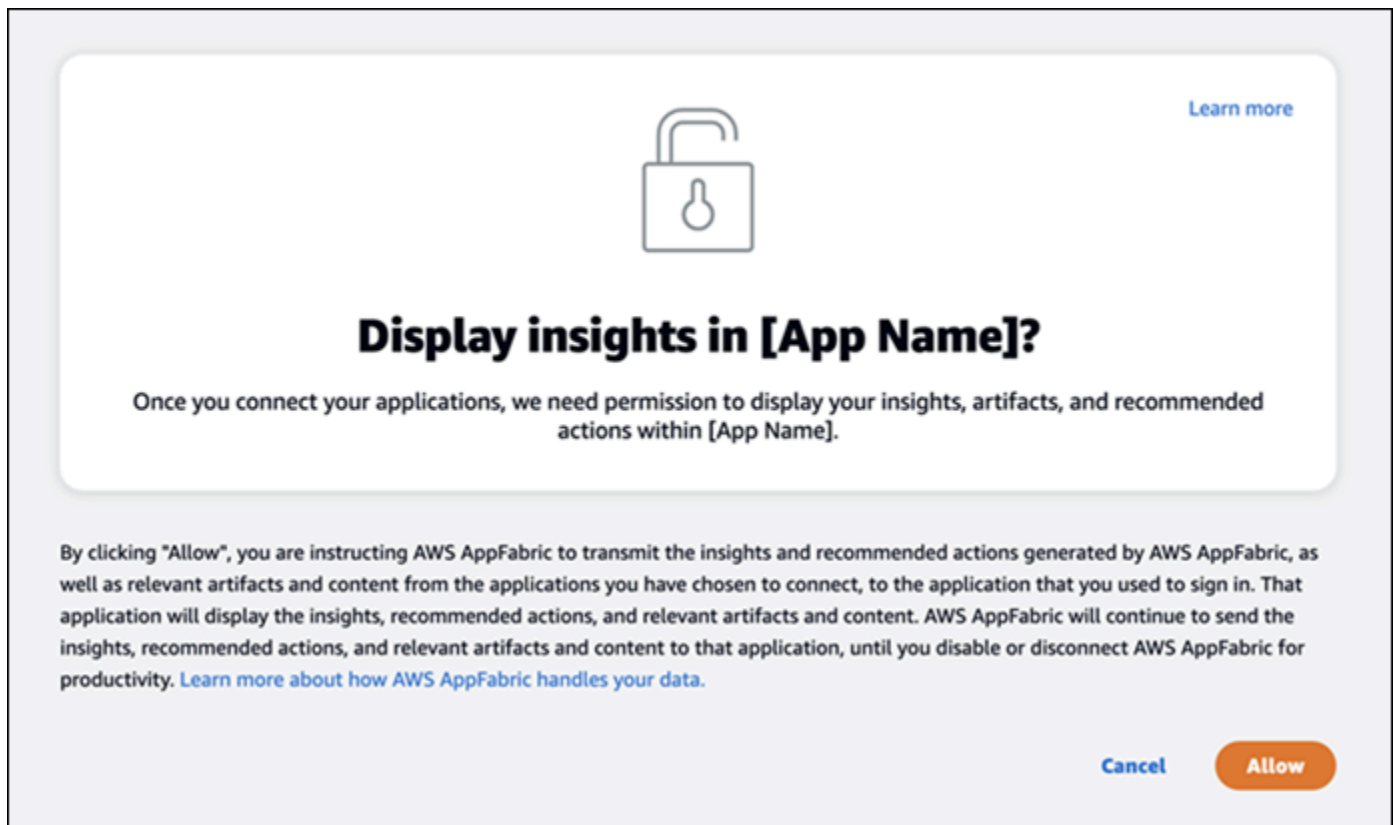 Learn more
Display insights in [App Name]?
Once you connect your applications, we need permission to display your insights, artifacts, and recommended
actions within [App Name].
By clicking "Allow", you are instructing AWS AppFabric to transmit the insights and recommended actions generated by AWS AppFabric, as
well as relevant artifacts and content from the applications you have chosen to connect, to the application that you used to sign in. That
application will display the insights, recommended actions, and relevant artifacts and content. AWS AppFabric will continue to send the
insights, recommended actions, and relevant artifacts and content to that application, until you disable or disconnect AWS AppFabric for
productivity. Learn more about how AWS AppFabric handles your data.
Cancel Allow